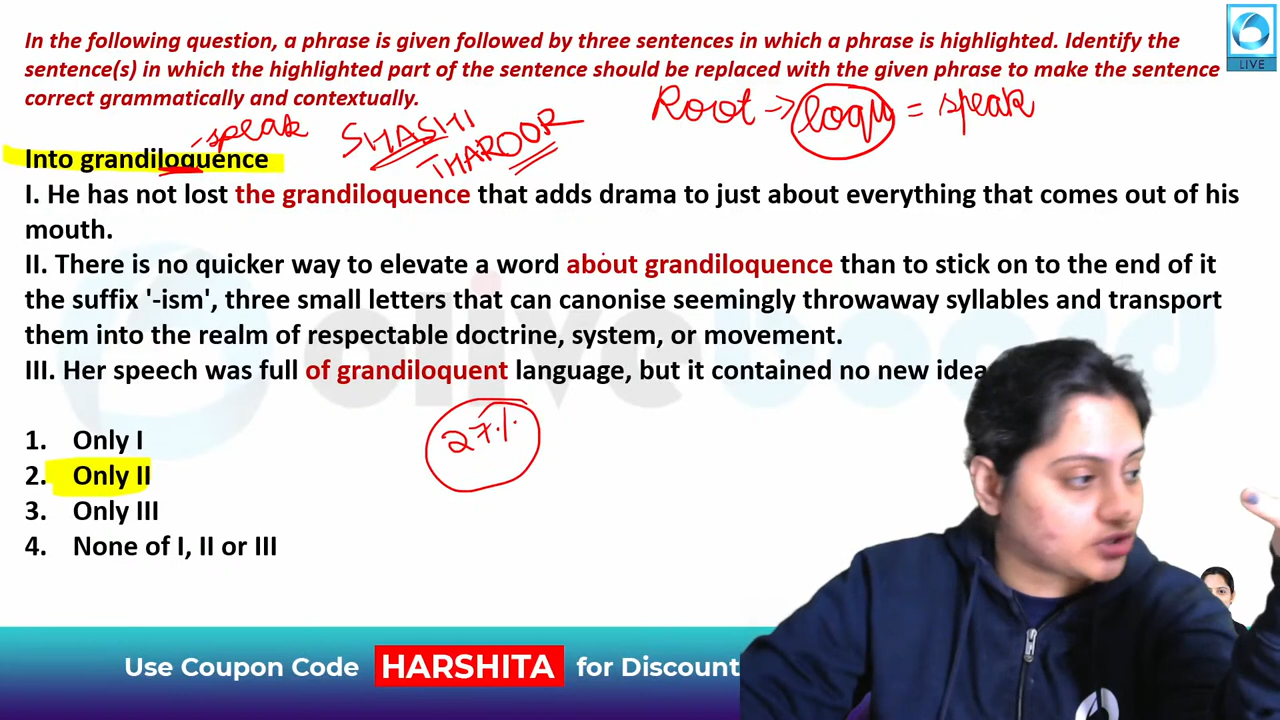 In the following question, a phrase is given followed by three sentences in which a phrase is highlighted. Identify the
sentence(s) in which the highlighted part of the sentence should be replaced with the given phrase to make the sentence
correct grammatically and contextually.
LIVE
Root → loqu = speak
speak
SHASHI
THAROOR
Into grandiloquence
I. He has not lost the grandiloquence that adds drama to just about everything that comes out of his
mouth.
II. There is no quicker way to elevate a word about grandiloquence than to stick on to the end of it
the suffix '-ism', three small letters that can canonise seemingly throwaway syllables and transport
them into the realm of respectable doctrine, system, or movement.
III. Her speech was full of grandiloquent language, but it contained no new idea
27%
1. Only I
2. Only II
3. Only III
4. None of I, II or III
Use Coupon Code HARSHITA for Discount